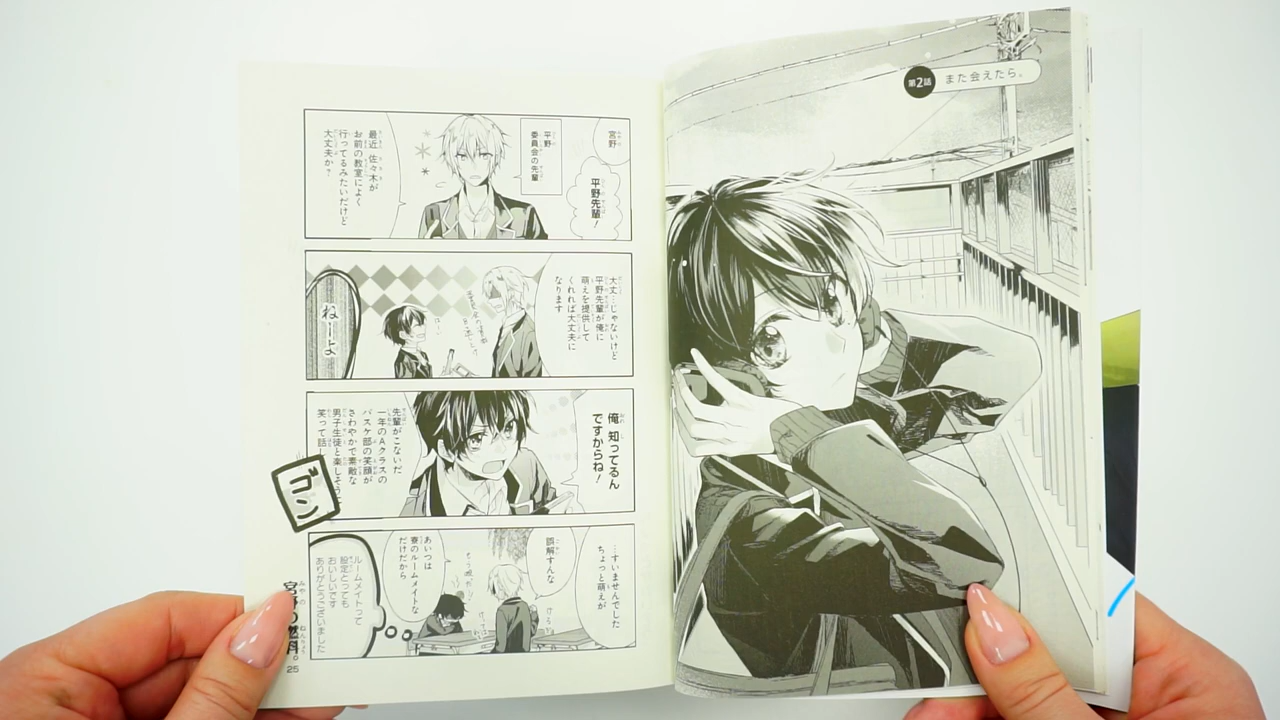 第2話
また会えたら。
宮野
平野先輩！
平野
委員会の先輩
最近 佐々木が
お前の教室によく
行ってるみたいだけど
大丈夫か？
大丈…じゃないけど
平野先輩が俺に
萌えを提供して
くれれば大丈夫に
なります
ねーよ
俺 知ってるん
ですからね！
先輩がこないだ
一年のAクラスの
バスケ部の笑顔が
さわやかで素敵な
男子生徒と楽しそうに
笑って話
ゴン
…すいませんでした
ちょっと萌えが
誤解すんな
あいつは
寮のルームメイトな
だけだから
ルームメイトって
設定とっても
おいしいです
ありがとうございました
宮野の燃料。
25